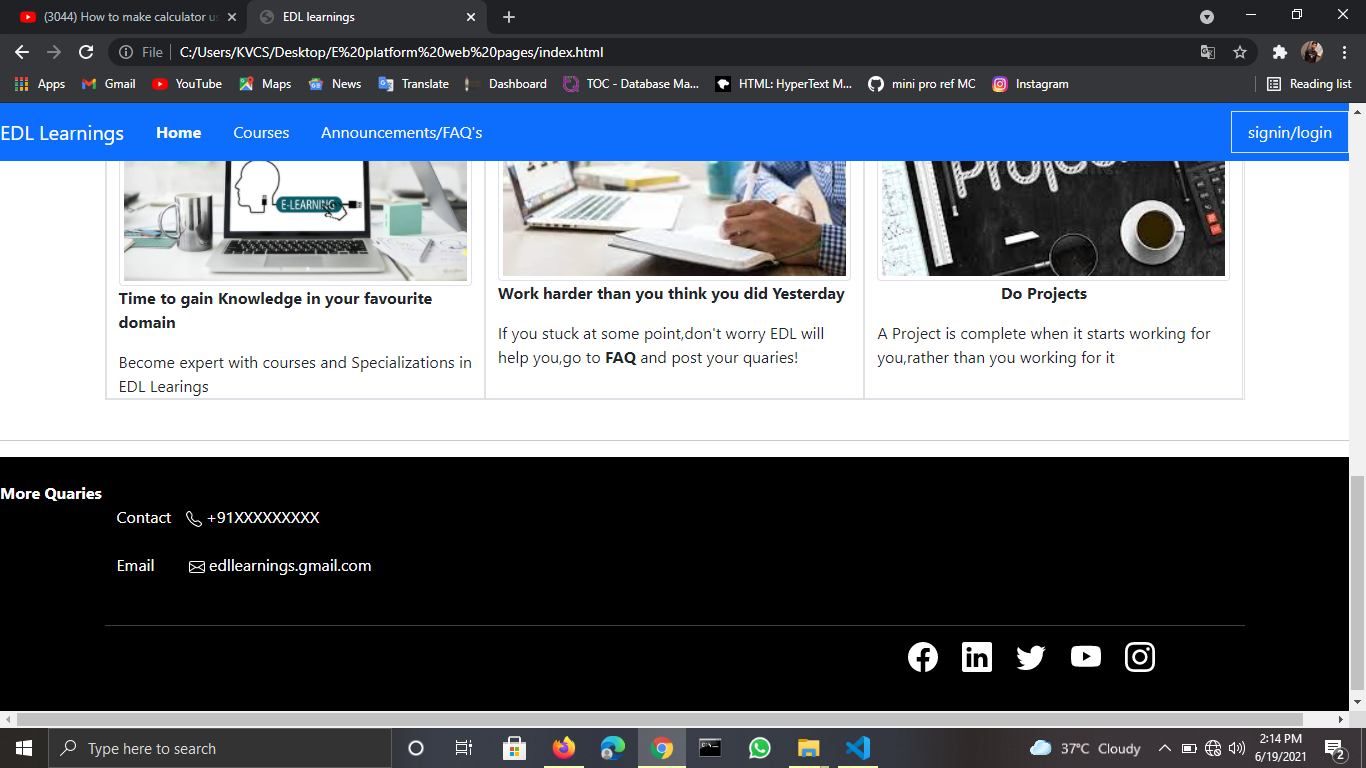 (3044) How to make calculator us
EDL learnings
File
C:/Users/KVCS/Desktop/E%20platform%20web%20pages/index.html
Apps
Gmail
YouTube
Maps
News
Translate
Dashboard
TOC - Database Ma...
HTML: HyperText M...
mini pro ref MC
Instagram
Reading list
EDL Learnings
Home
Courses
Announcements/FAQ's
signin/login
E-LEARNING
Time to gain Knowledge in your favourite
domain
Become expert with courses and Specializations in
EDL Learings
Work harder than you think you did Yesterday
If you stuck at some point,don't worry EDL will
help you,go to FAQ and post your quaries!
Do Projects
A Project is complete when it starts working for
you,rather than you working for it
More Quaries
Contact +91XXXXXXXXX
Email edllearnings.gmail.com
Type here to search
37°C Cloudy
2:14 PM
6/19/2021
2